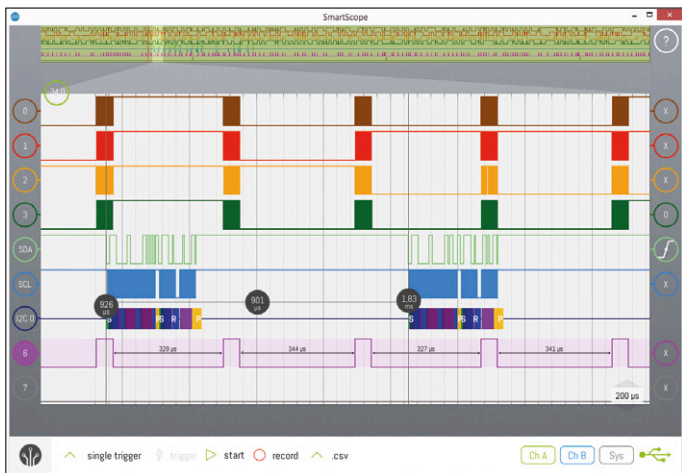 SmartScope
?
0
X
1
X
2
X
3
0
SDA
SCL
X
926 µs
901 µs
1.83 ms
I2C 0
S
PS R
P
S
PS R
P
6
329 µs
344 µs
327 µs
341 µs
X
7
X
200 µs
single trigger
trigger
start
record
.csv
Ch A
Ch B
Sys